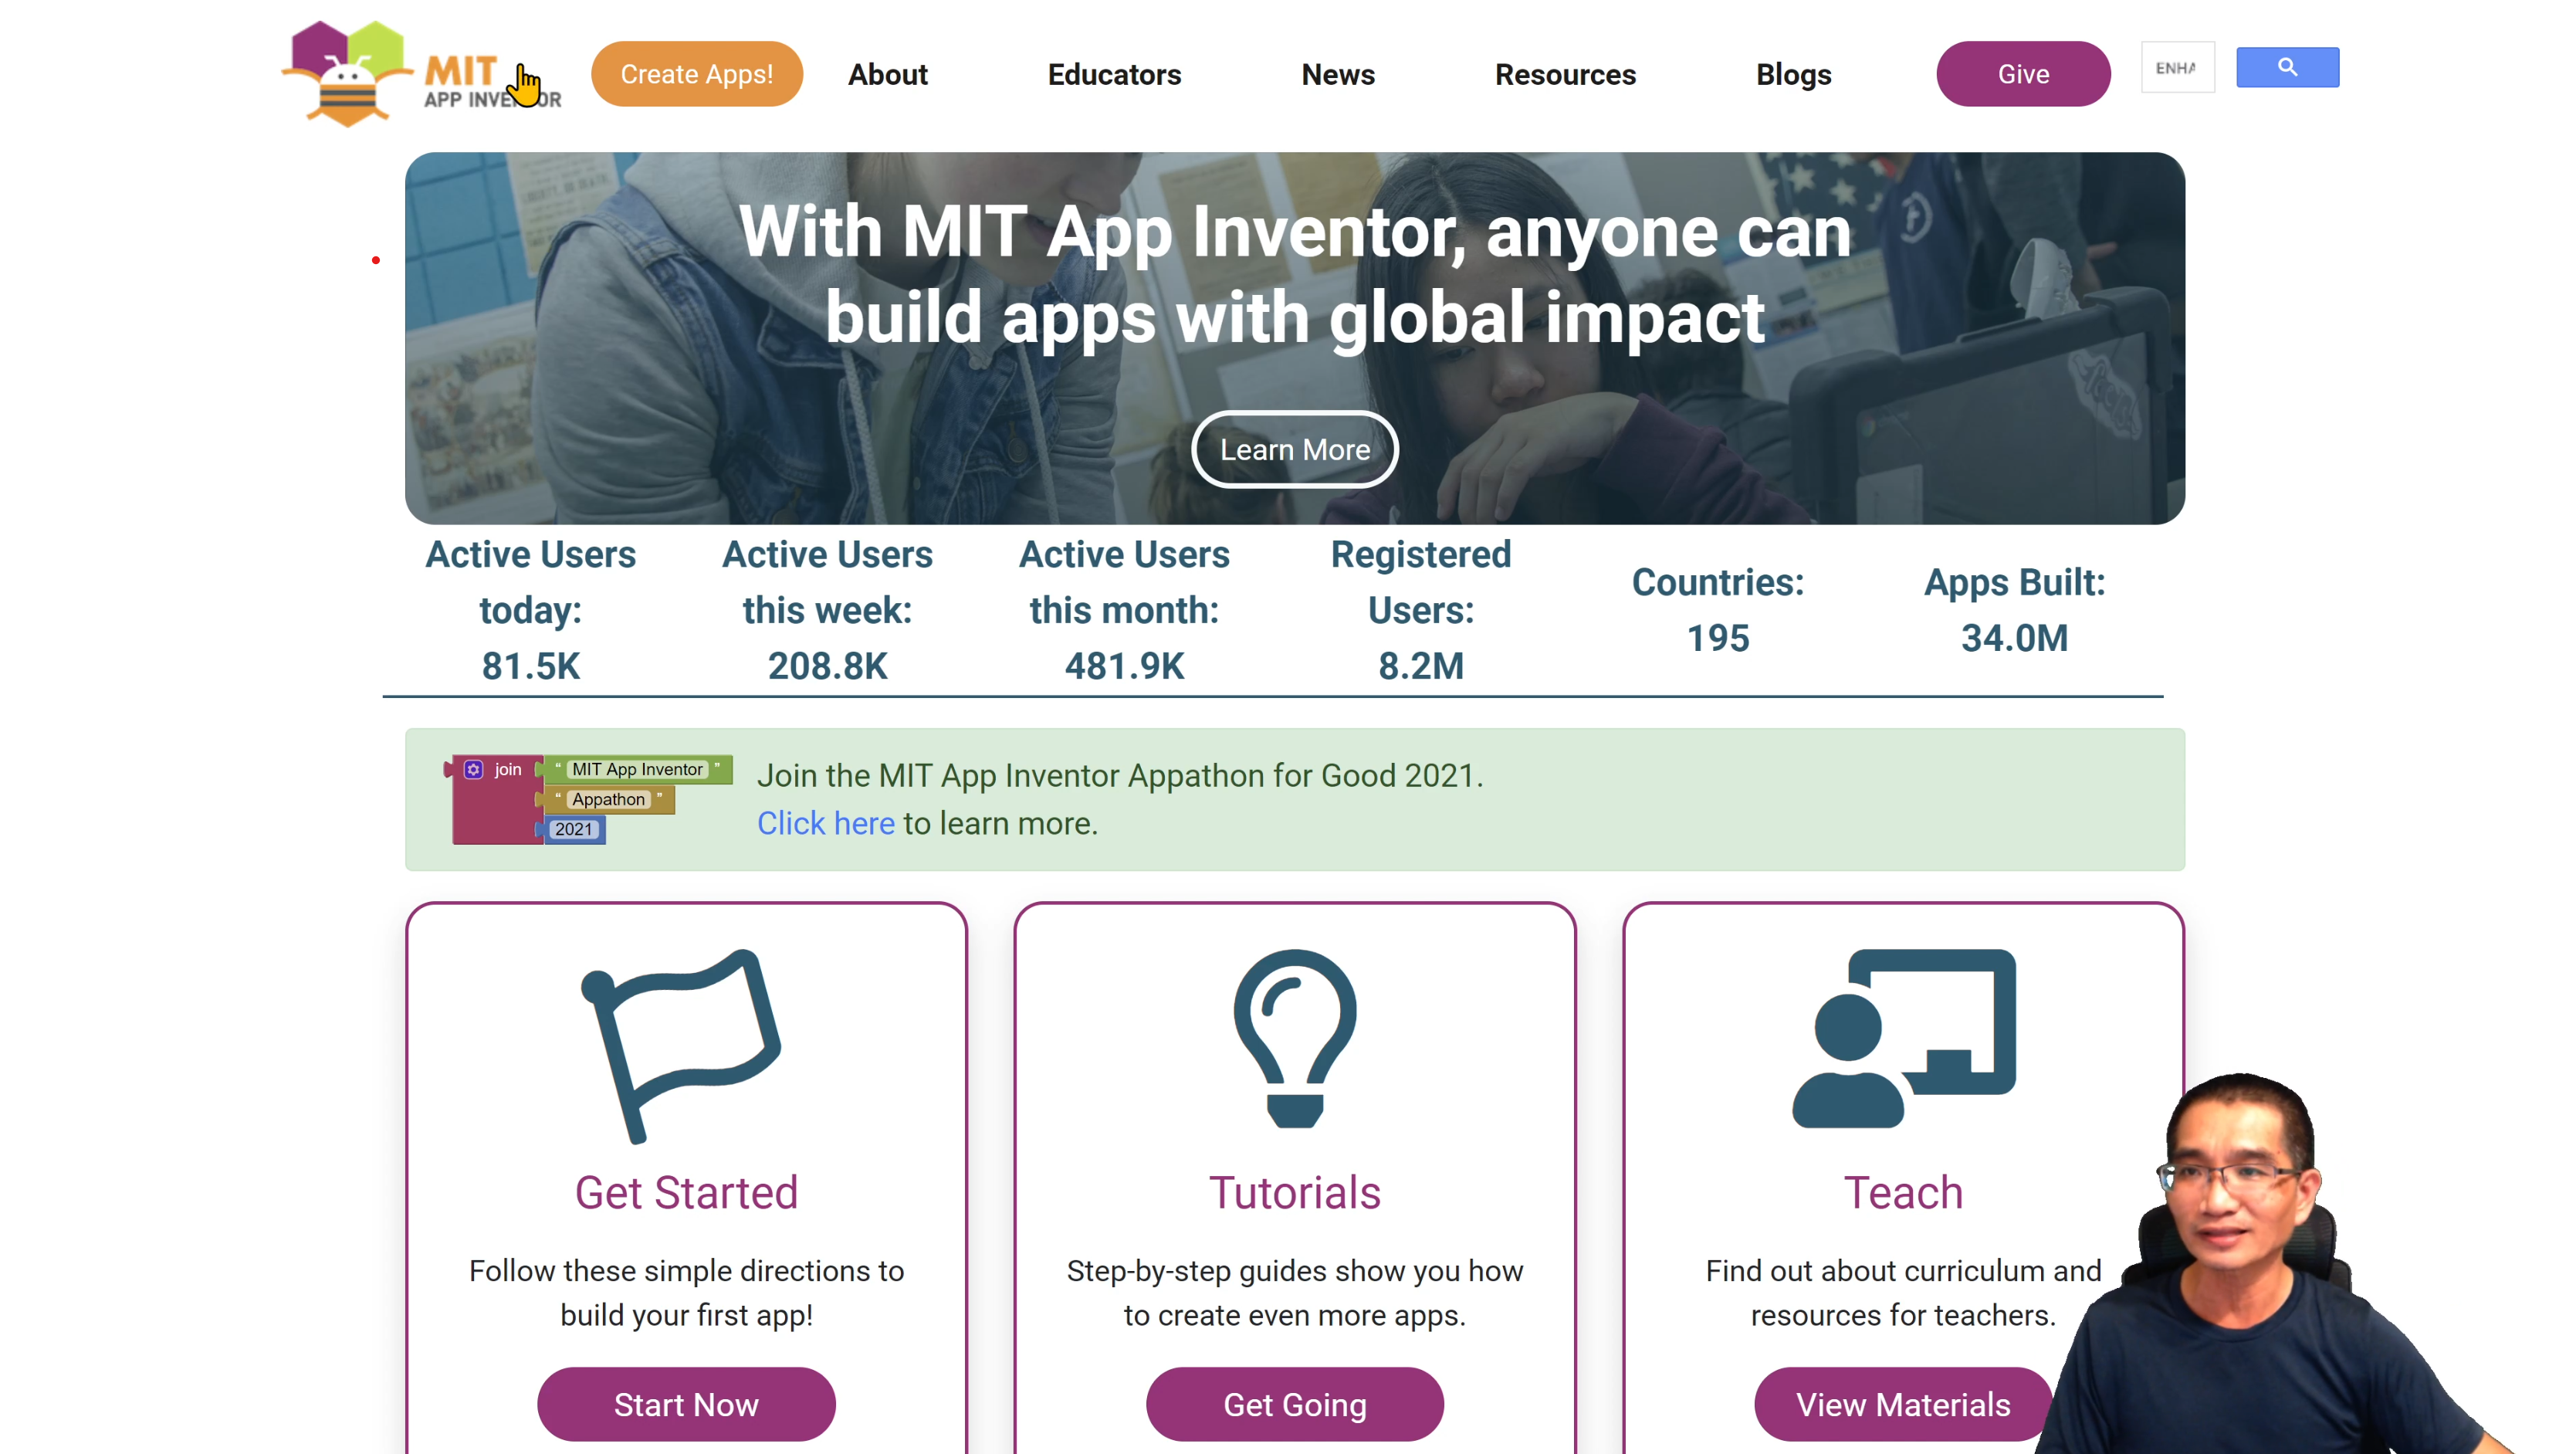 MIT
APP INVENTOR
Create Apps!
About
Educators
News
Resources
Blogs
Give
ENHA
With MIT App Inventor, anyone can
build apps with global impact
Learn More
Active Users
today:
81.5K
Active Users
this week:
208.8K
Active Users
this month:
481.9K
Registered
Users:
8.2M
Countries:
195
Apps Built:
34.0M
join
“ MIT App Inventor ”
“ Appathon ”
2021
Join the MIT App Inventor Appathon for Good 2021.
Click here to learn more.
Get Started
Follow these simple directions to
build your first app!
Start Now
Tutorials
Step-by-step guides show you how
to create even more apps.
Get Going
Teach
Find out about curriculum and
resources for teachers.
View Materials